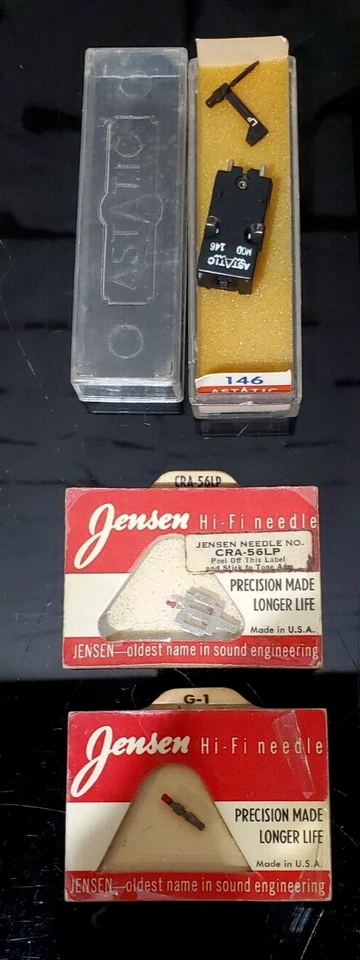 ASTATIC
LP
ASTATIC
MOD 146
146
ASTATIC
CRA-56LP
Jensen Hi-Fi needle
JENSEN NEEDLE NO.
CRA-56LP
Peel Off This Label
and Stick to Tone Arm
PRECISION MADE
LONGER LIFE
Made in U.S.A.
JENSEN—oldest name in sound engineering
G-1
Jensen Hi-Fi needle
PRECISION MADE
LONGER LIFE
Made in U.S.A.
JENSEN—oldest name in sound engineering